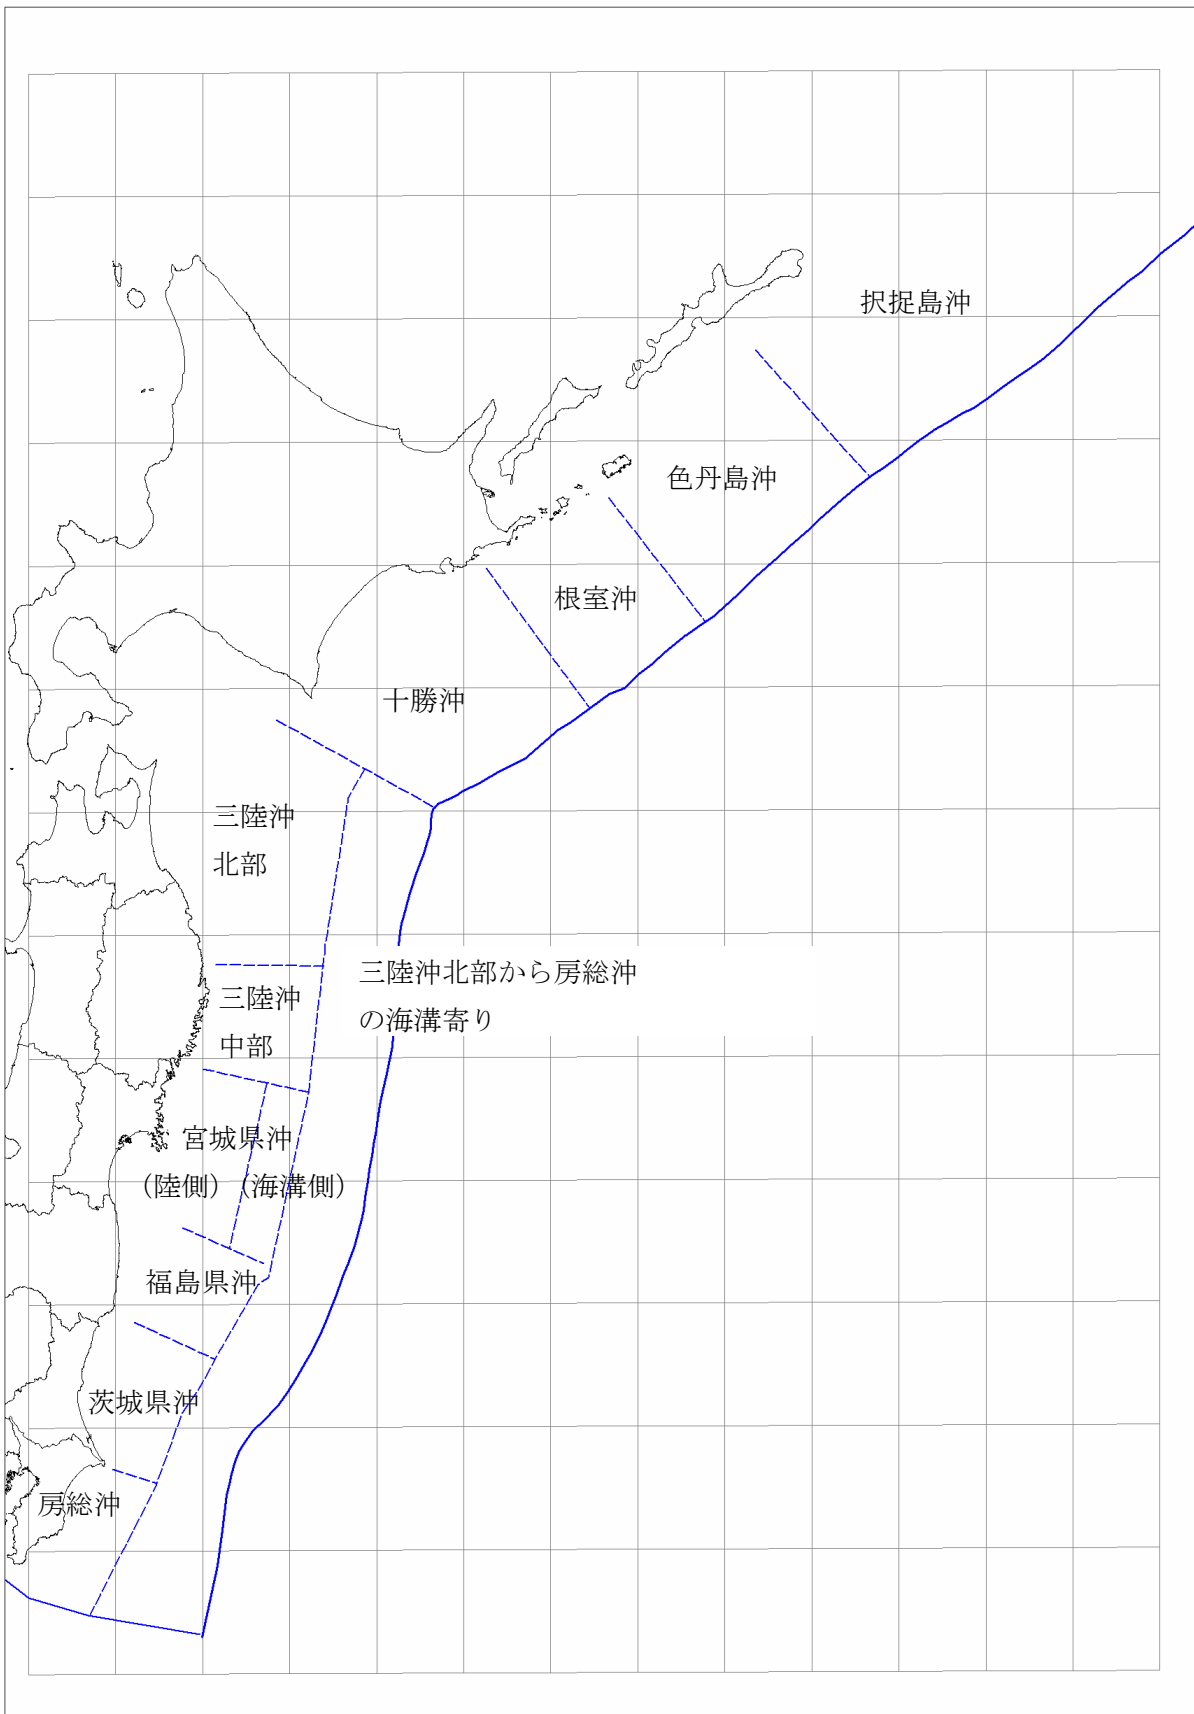 択捉島沖
色丹島沖
根室沖
十勝沖
三陸沖
北部
三陸沖北部から房総沖
の海溝寄り
三陸沖
中部
宮城県沖
（陸側）（海溝側）
福島県沖
茨城県沖
房総沖